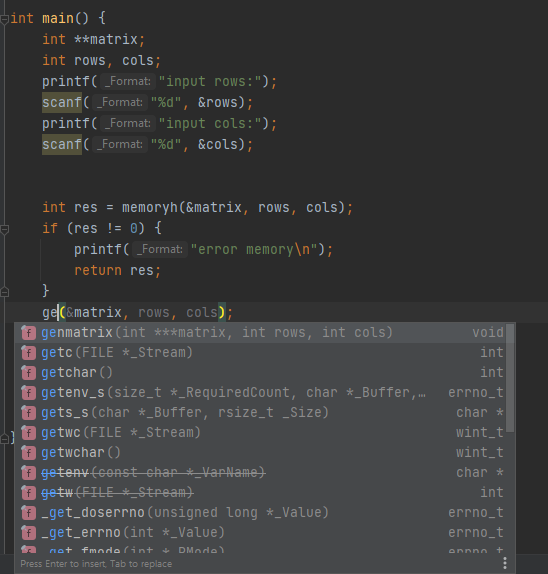 int main() {
int **matrix;
int rows, cols;
printf( _Format: "input rows:");
scanf( _Format: "%d", &rows);
printf( _Format: "input cols:");
scanf( _Format: "%d", &cols);
int res = memoryh(&matrix, rows, cols);
if (res != 0) {
printf( _Format: "error memory\n");
return res;
}
ge(&matrix, rows, cols);
f genmatrix(int ***matrix, int rows, int cols) void
f getc(FILE *_Stream) int
f getchar() int
f getenv_s(size_t *_RequiredCount, char *_Buffer,… errno_t
f gets_s(char *_Buffer, rsize_t _Size) char *
f getwc(FILE *_Stream) wint_t
f getwchar() wint_t
} f getenv(const char *_VarName) char *
f getw(FILE *_Stream) int
f _get_doserrno(unsigned long *_Value) errno_t
f _get_errno(int *_Value) errno_t
f _get_fmode(int *_PMode) errno_t
Press Enter to insert, Tab to replace